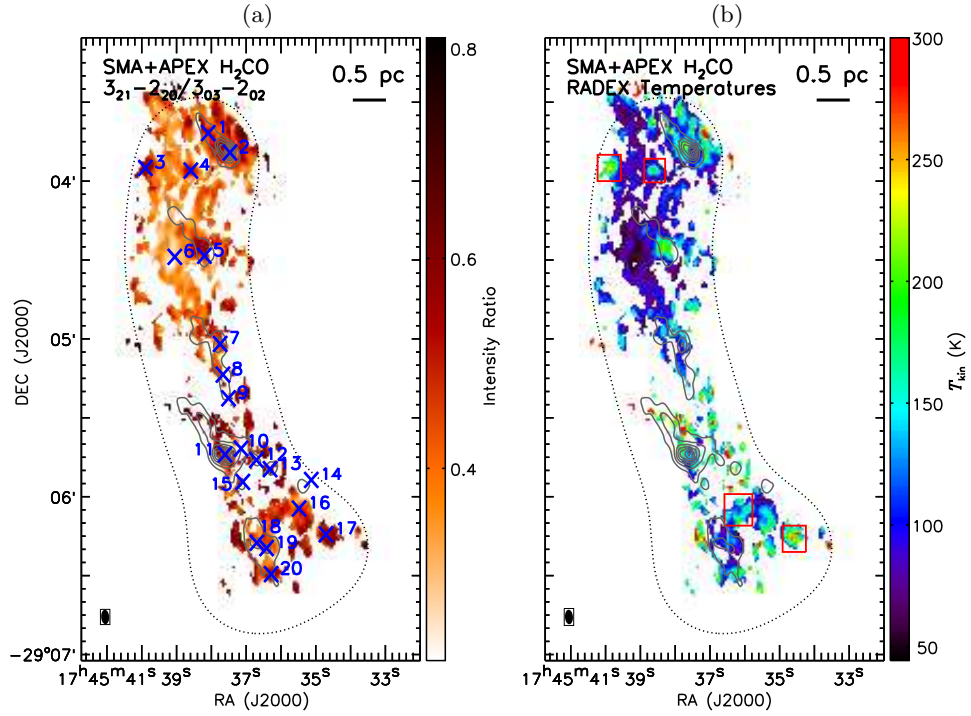 (a)
SMA+APEX H₂CO
3₂₁−2₂₀/3₀₃−2₀₂
0.5 pc
1
2
3
4
5
6
7
8
9
10
11
12
13
14
15
16
17
18
19
20
04'
05'
06'
−29°07'
DEC (J2000)
17ʰ45ᵐ41ˢ
39ˢ
37ˢ
35ˢ
33ˢ
RA (J2000)
0.8
0.6
0.4
Intensity Ratio
(b)
SMA+APEX H₂CO
RADEX Temperatures
0.5 pc
17ʰ45ᵐ41ˢ
39ˢ
37ˢ
35ˢ
33ˢ
RA (J2000)
300
250
200
150
100
50
T_kin (K)